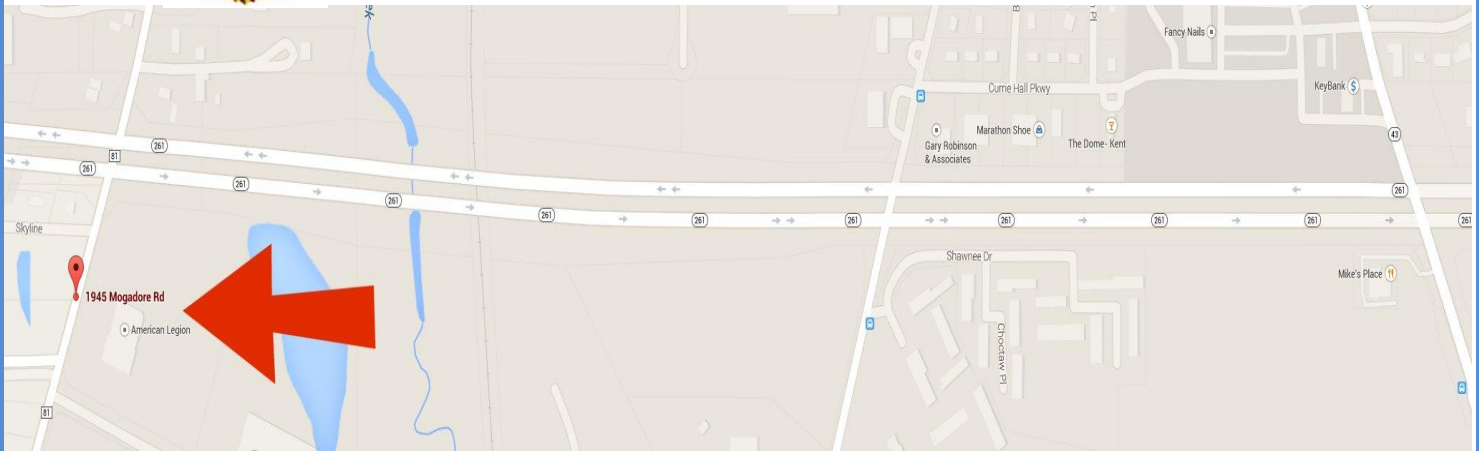 Fancy Nails
KeyBank
$
Currie Hall Pkwy
Marathon Shoe
The Dome- Kent
Gary Robinson
& Associates
43
261
81
261
261
261
261
261
261
261
261
261
261
261
261
Skyline
Shawnee Dr
Mike's Place
1945 Mogadore Rd
American Legion
Choctaw Pl
81